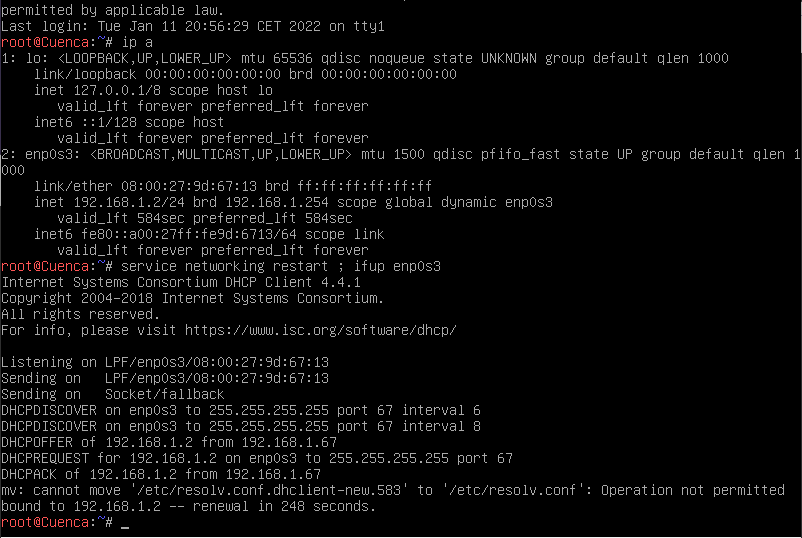 permitted by applicable law.
Last login: Tue Jan 11 20:56:29 CET 2022 on tty1
root@Cuenca:~# ip a
1: lo: <LOOPBACK,UP,LOWER_UP> mtu 65536 qdisc noqueue state UNKNOWN group default qlen 1000
    link/loopback 00:00:00:00:00:00 brd 00:00:00:00:00:00
    inet 127.0.0.1/8 scope host lo
       valid_lft forever preferred_lft forever
    inet6 ::1/128 scope host
       valid_lft forever preferred_lft forever
2: enp0s3: <BROADCAST,MULTICAST,UP,LOWER_UP> mtu 1500 qdisc pfifo_fast state UP group default qlen 1
000
    link/ether 08:00:27:9d:67:13 brd ff:ff:ff:ff:ff:ff
    inet 192.168.1.2/24 brd 192.168.1.254 scope global dynamic enp0s3
       valid_lft 584sec preferred_lft 584sec
    inet6 fe80::a00:27ff:fe9d:6713/64 scope link
       valid_lft forever preferred_lft forever
root@Cuenca:~# service networking restart ; ifup enp0s3
Internet Systems Consortium DHCP Client 4.4.1
Copyright 2004-2018 Internet Systems Consortium.
All rights reserved.
For info, please visit https://www.isc.org/software/dhcp/

Listening on LPF/enp0s3/08:00:27:9d:67:13
Sending on   LPF/enp0s3/08:00:27:9d:67:13
Sending on   Socket/fallback
DHCPDISCOVER on enp0s3 to 255.255.255.255 port 67 interval 6
DHCPDISCOVER on enp0s3 to 255.255.255.255 port 67 interval 8
DHCPOFFER of 192.168.1.2 from 192.168.1.67
DHCPREQUEST for 192.168.1.2 on enp0s3 to 255.255.255.255 port 67
DHCPACK of 192.168.1.2 from 192.168.1.67
mv: cannot move '/etc/resolv.conf.dhclient-new.583' to '/etc/resolv.conf': Operation not permitted
bound to 192.168.1.2 -- renewal in 248 seconds.
root@Cuenca:~# _